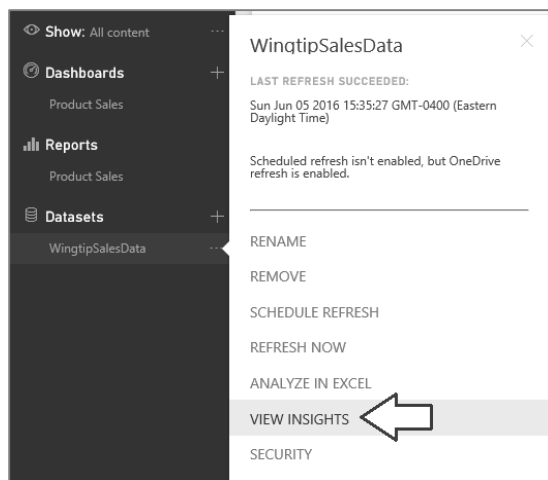 Show: All content ...
Dashboards +
Product Sales
Reports
Product Sales
Datasets +
WingtipSalesData ...
WingtipSalesData
LAST REFRESH SUCCEEDED:
Sun Jun 05 2016 15:35:27 GMT-0400 (Eastern
Daylight Time)
Scheduled refresh isn't enabled, but OneDrive
refresh is enabled.
RENAME
REMOVE
SCHEDULE REFRESH
REFRESH NOW
ANALYZE IN EXCEL
VIEW INSIGHTS
SECURITY